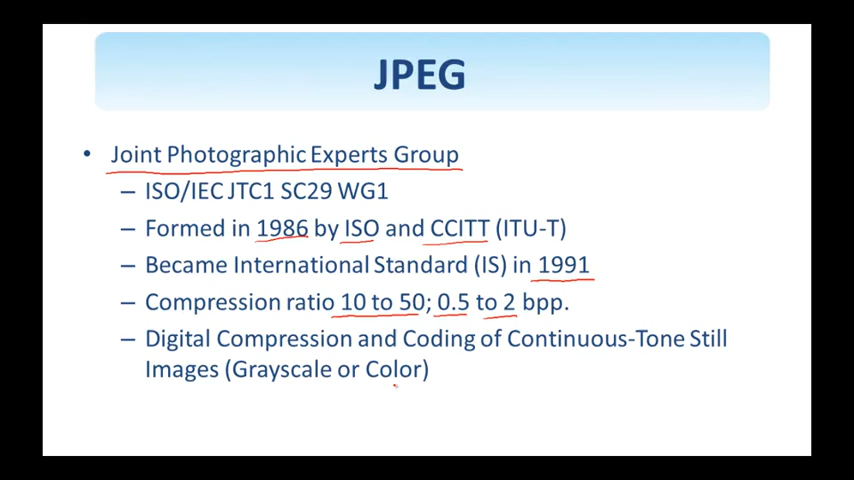 JPEG
• Joint Photographic Experts Group
– ISO/IEC JTC1 SC29 WG1
– Formed in 1986 by ISO and CCITT (ITU-T)
– Became International Standard (IS) in 1991
– Compression ratio 10 to 50; 0.5 to 2 bpp.
– Digital Compression and Coding of Continuous-Tone Still
Images (Grayscale or Color)